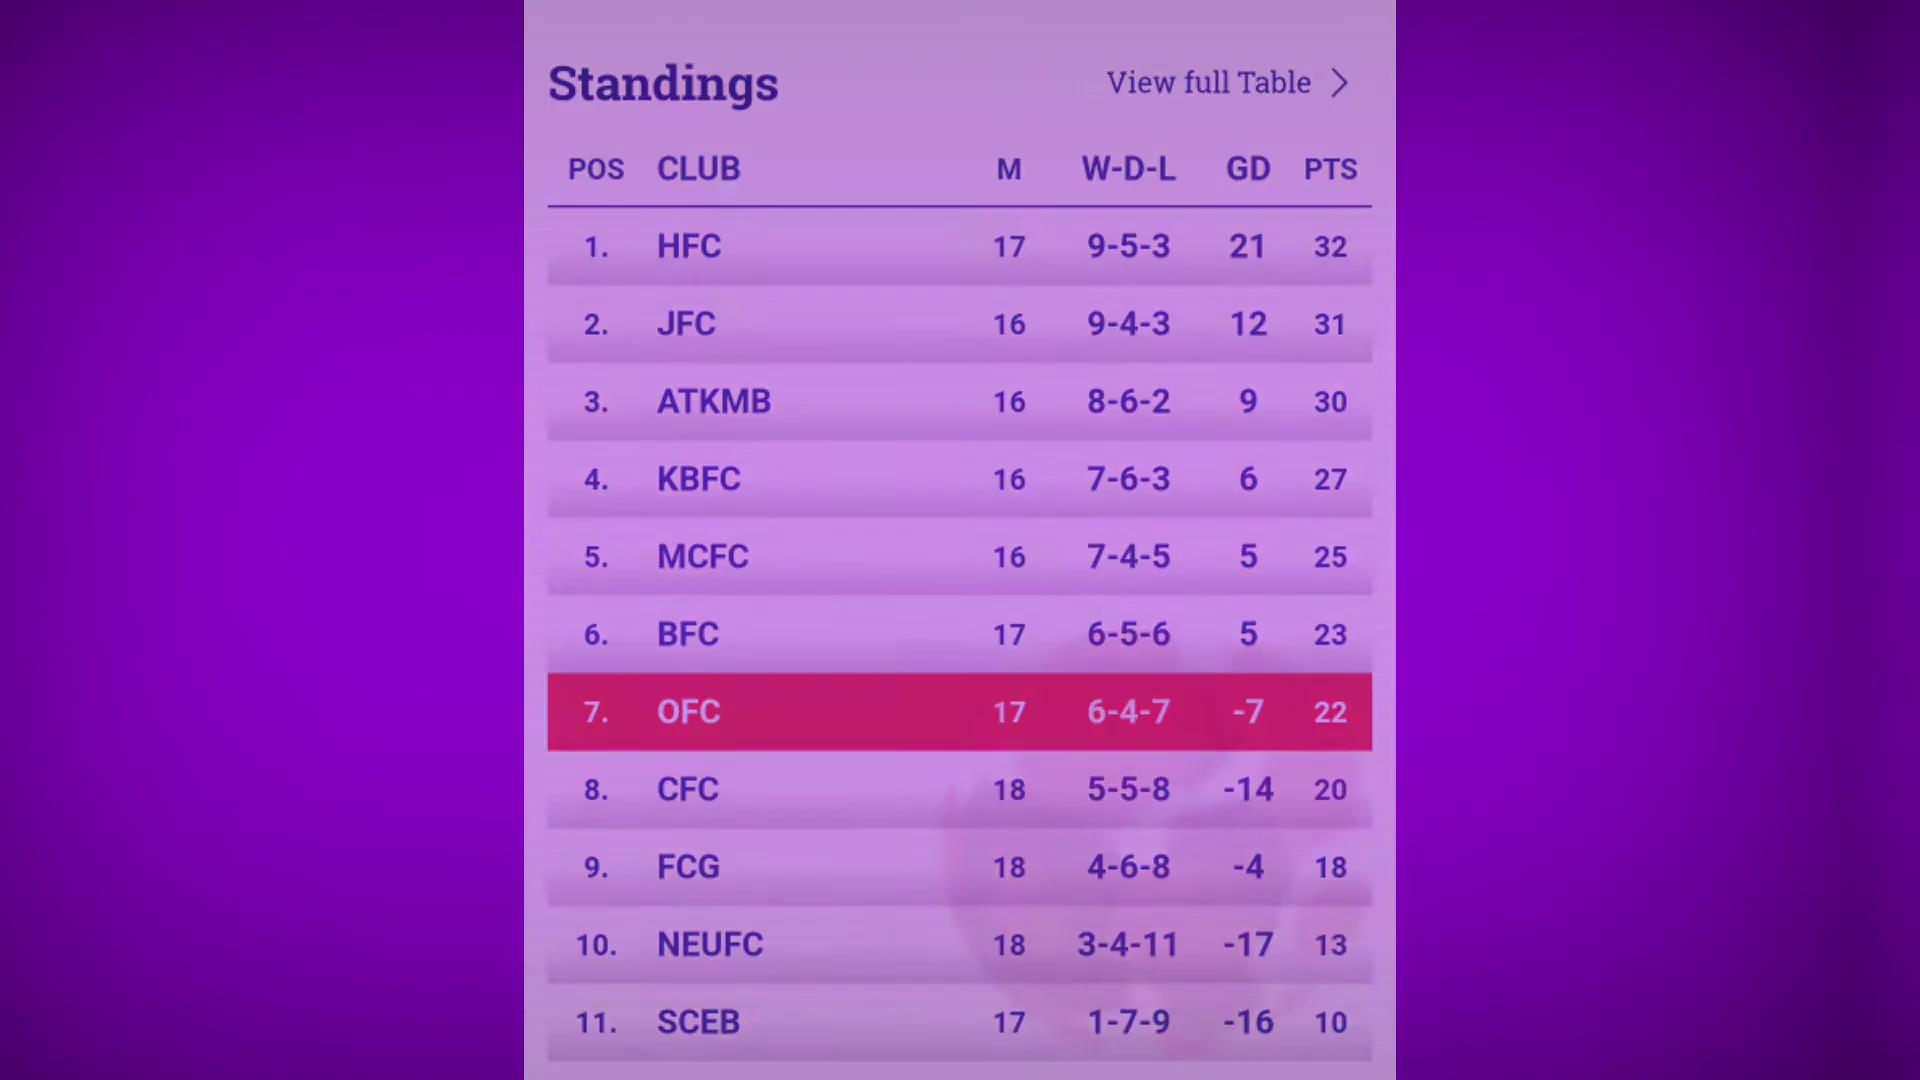 Standings View full Table
POS CLUB M W-D-L GD PTS
1. HFC 17 9-5-3 21 32
2. JFC 16 9-4-3 12 31
3. ATKMB 16 8-6-2 9 30
4. KBFC 16 7-6-3 6 27
5. MCFC 16 7-4-5 5 25
6. BFC 17 6-5-6 5 23
7. OFC 17 6-4-7 -7 22
8. CFC 18 5-5-8 -14 20
9. FCG 18 4-6-8 -4 18
10. NEUFC 18 3-4-11 -17 13
11. SCEB 17 1-7-9 -16 10